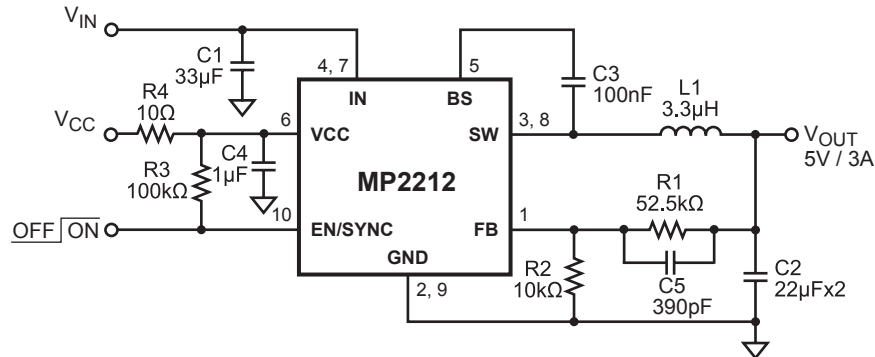 VIN
C1
33µF
4, 7
5
C3
100nF
L1
3.3µH
R4
10Ω
VCC
6
IN
BS
VCC
SW
3, 8
VOUT
5V / 3A
R3
100kΩ
C4
1µF
MP2212
R1
52.5kΩ
OFF ON
10
EN/SYNC
FB
1
GND
2, 9
R2
10kΩ
C5
390pF
C2
22µFx2